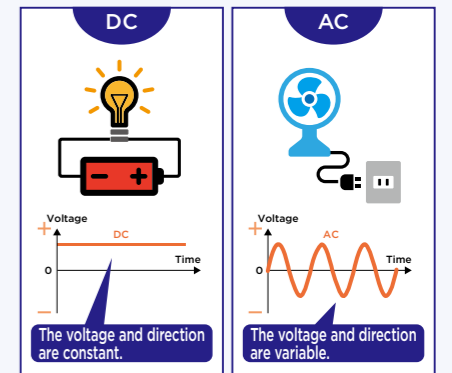 DC
− +
Voltage
+
DC
Time
0
−
The voltage and direction
are constant.
AC
Voltage
+
AC
Time
0
−
The voltage and direction
are variable.